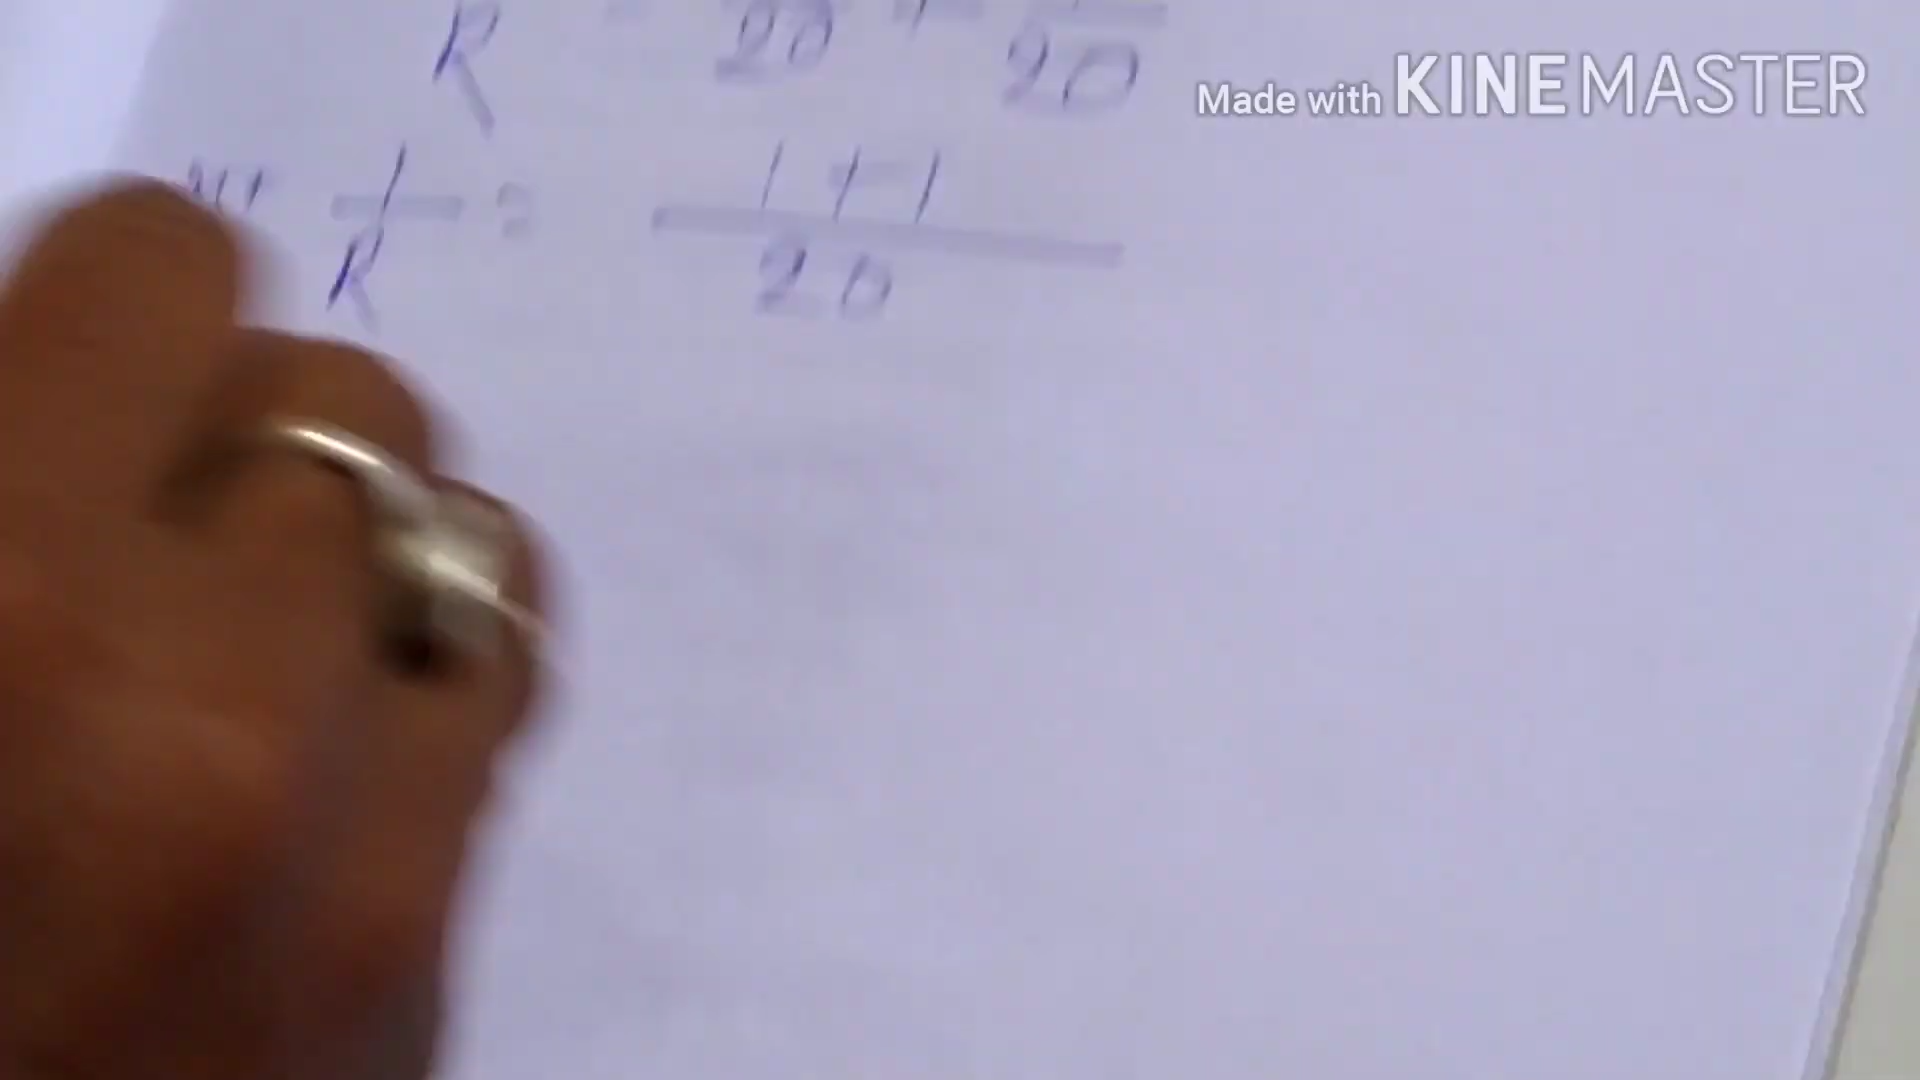 R = 20 + 20
Made with KINEMASTER
1/R = 1+1/20